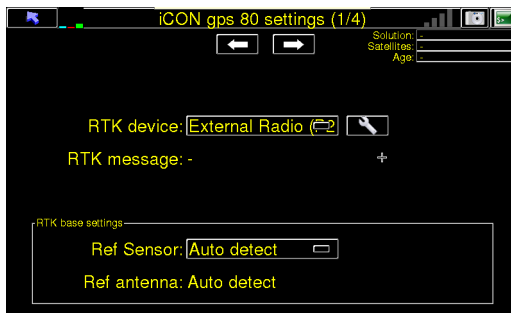 iCON gps 80 settings (1/4)
Solution: -
Satellites: -
Age: -
RTK device: External Radio (
RTK message: -
RTK base settings
Ref Sensor: Auto detect
Ref antenna: Auto detect